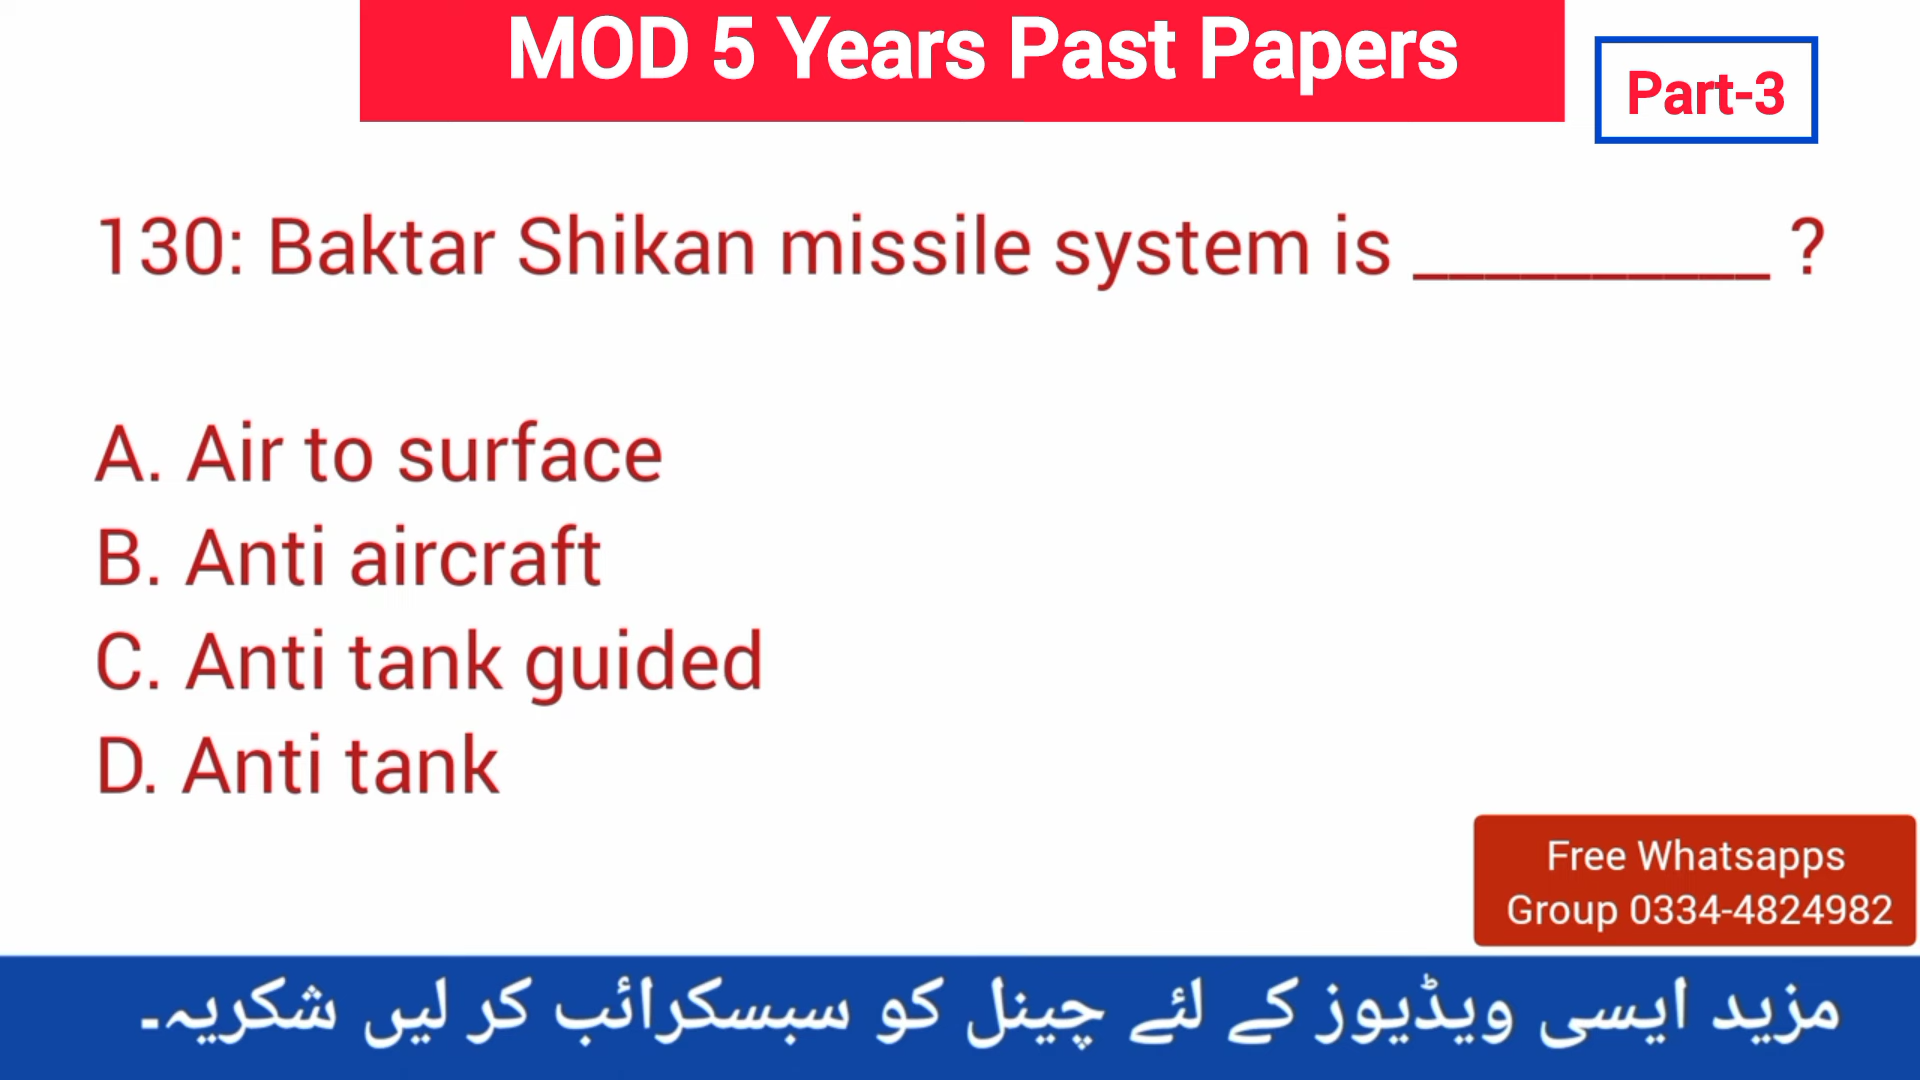 MOD 5 Years Past Papers
Part-3
130: Baktar Shikan missile system is __________ ?
A. Air to surface
B. Anti aircraft
C. Anti tank guided
D. Anti tank
Free Whatsapps
Group 0334-4824982
مزید ایسی ویڈیوز کے لئے چینل کو سبسکرائب کر لیں شکریہ۔